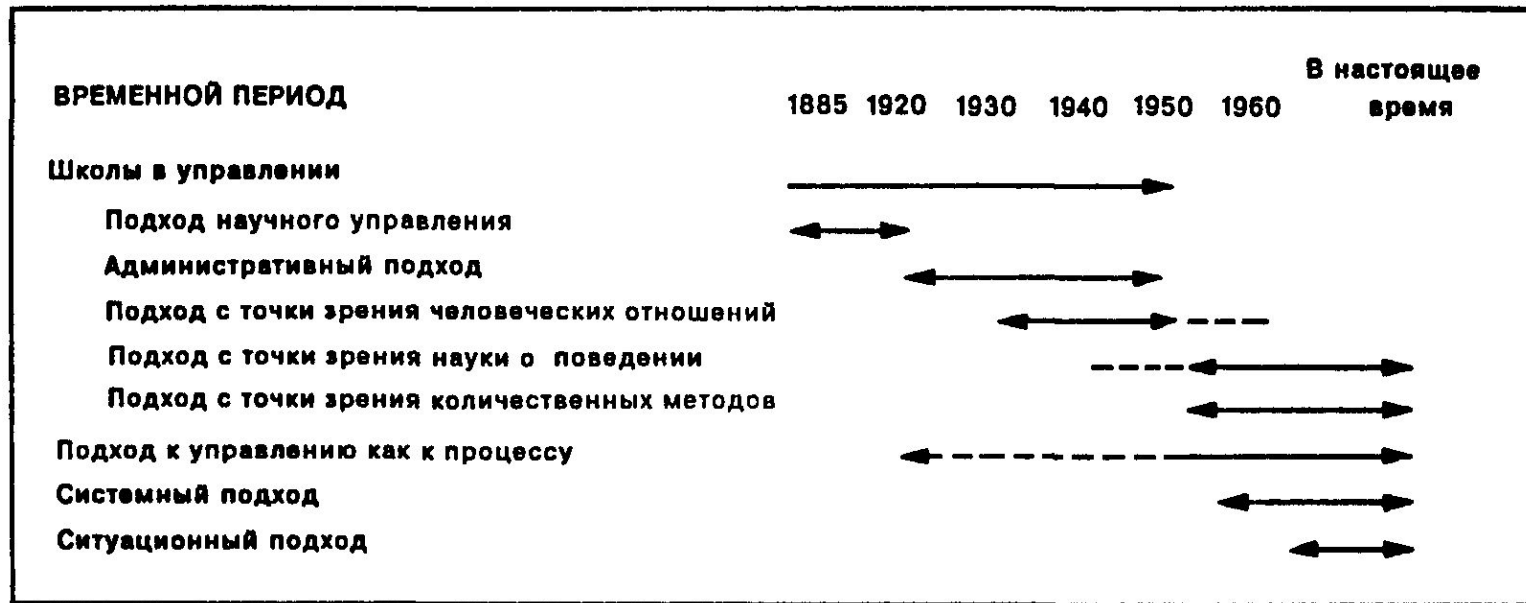 В настоящее
ВРЕМЕННОЙ ПЕРИОД 1885 1920 1930 1940 1950 1960 время
Школы в управлении
Подход научного управления
Административный подход
Подход с точки зрения человеческих отношений
Подход с точки зрения науки о поведении
Подход с точки зрения количественных методов
Подход к управлению как к процессу
Системный подход
Ситуационный подход